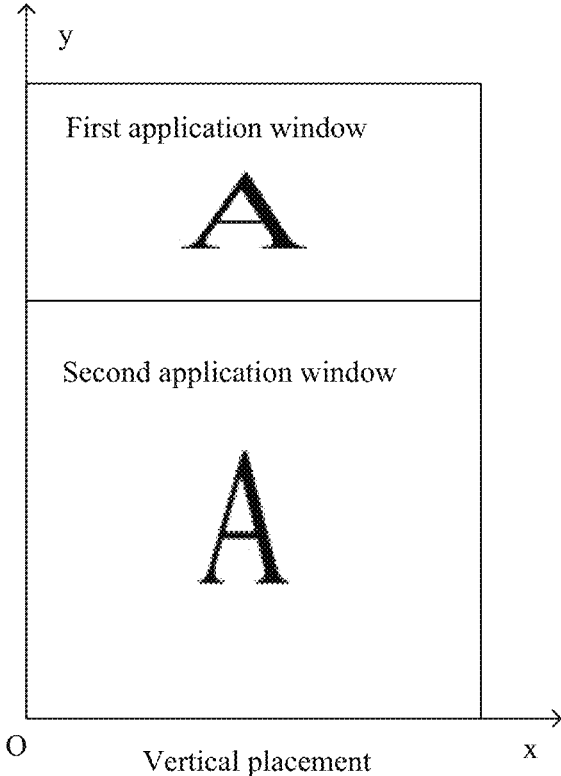 y
First application window
A
Second application window
A
O
x
Vertical placement